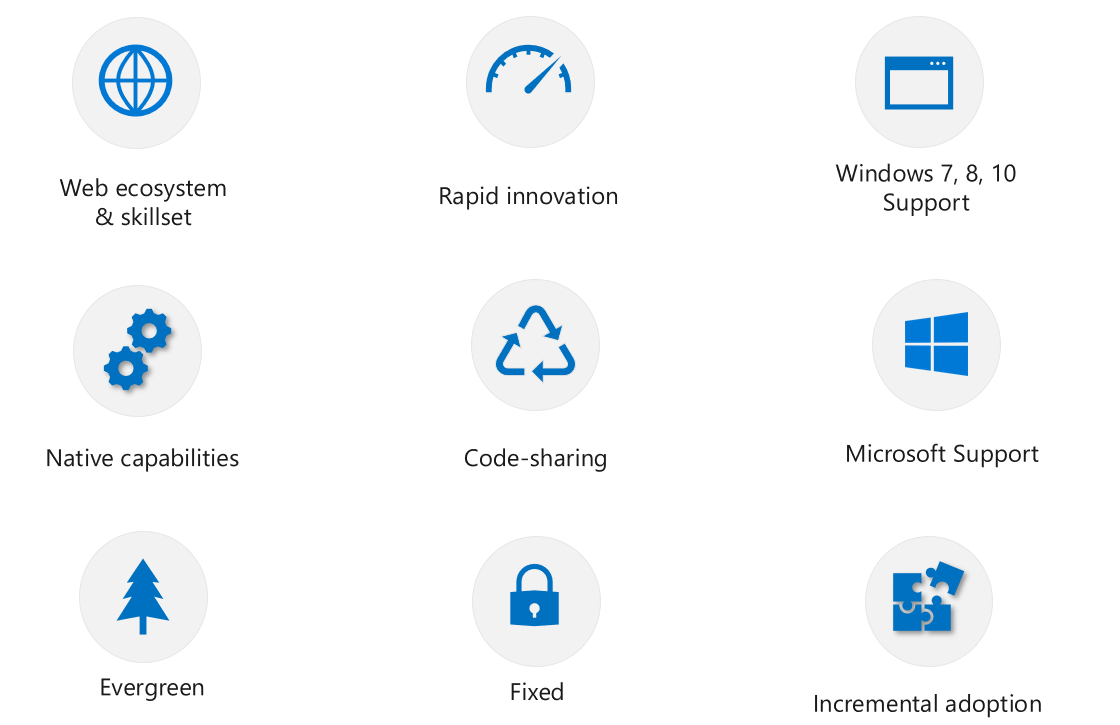 Web ecosystem
& skillset
Rapid innovation
Windows 7, 8, 10
Support
Native capabilities
Code-sharing
Microsoft Support
Evergreen
Fixed
Incremental adoption